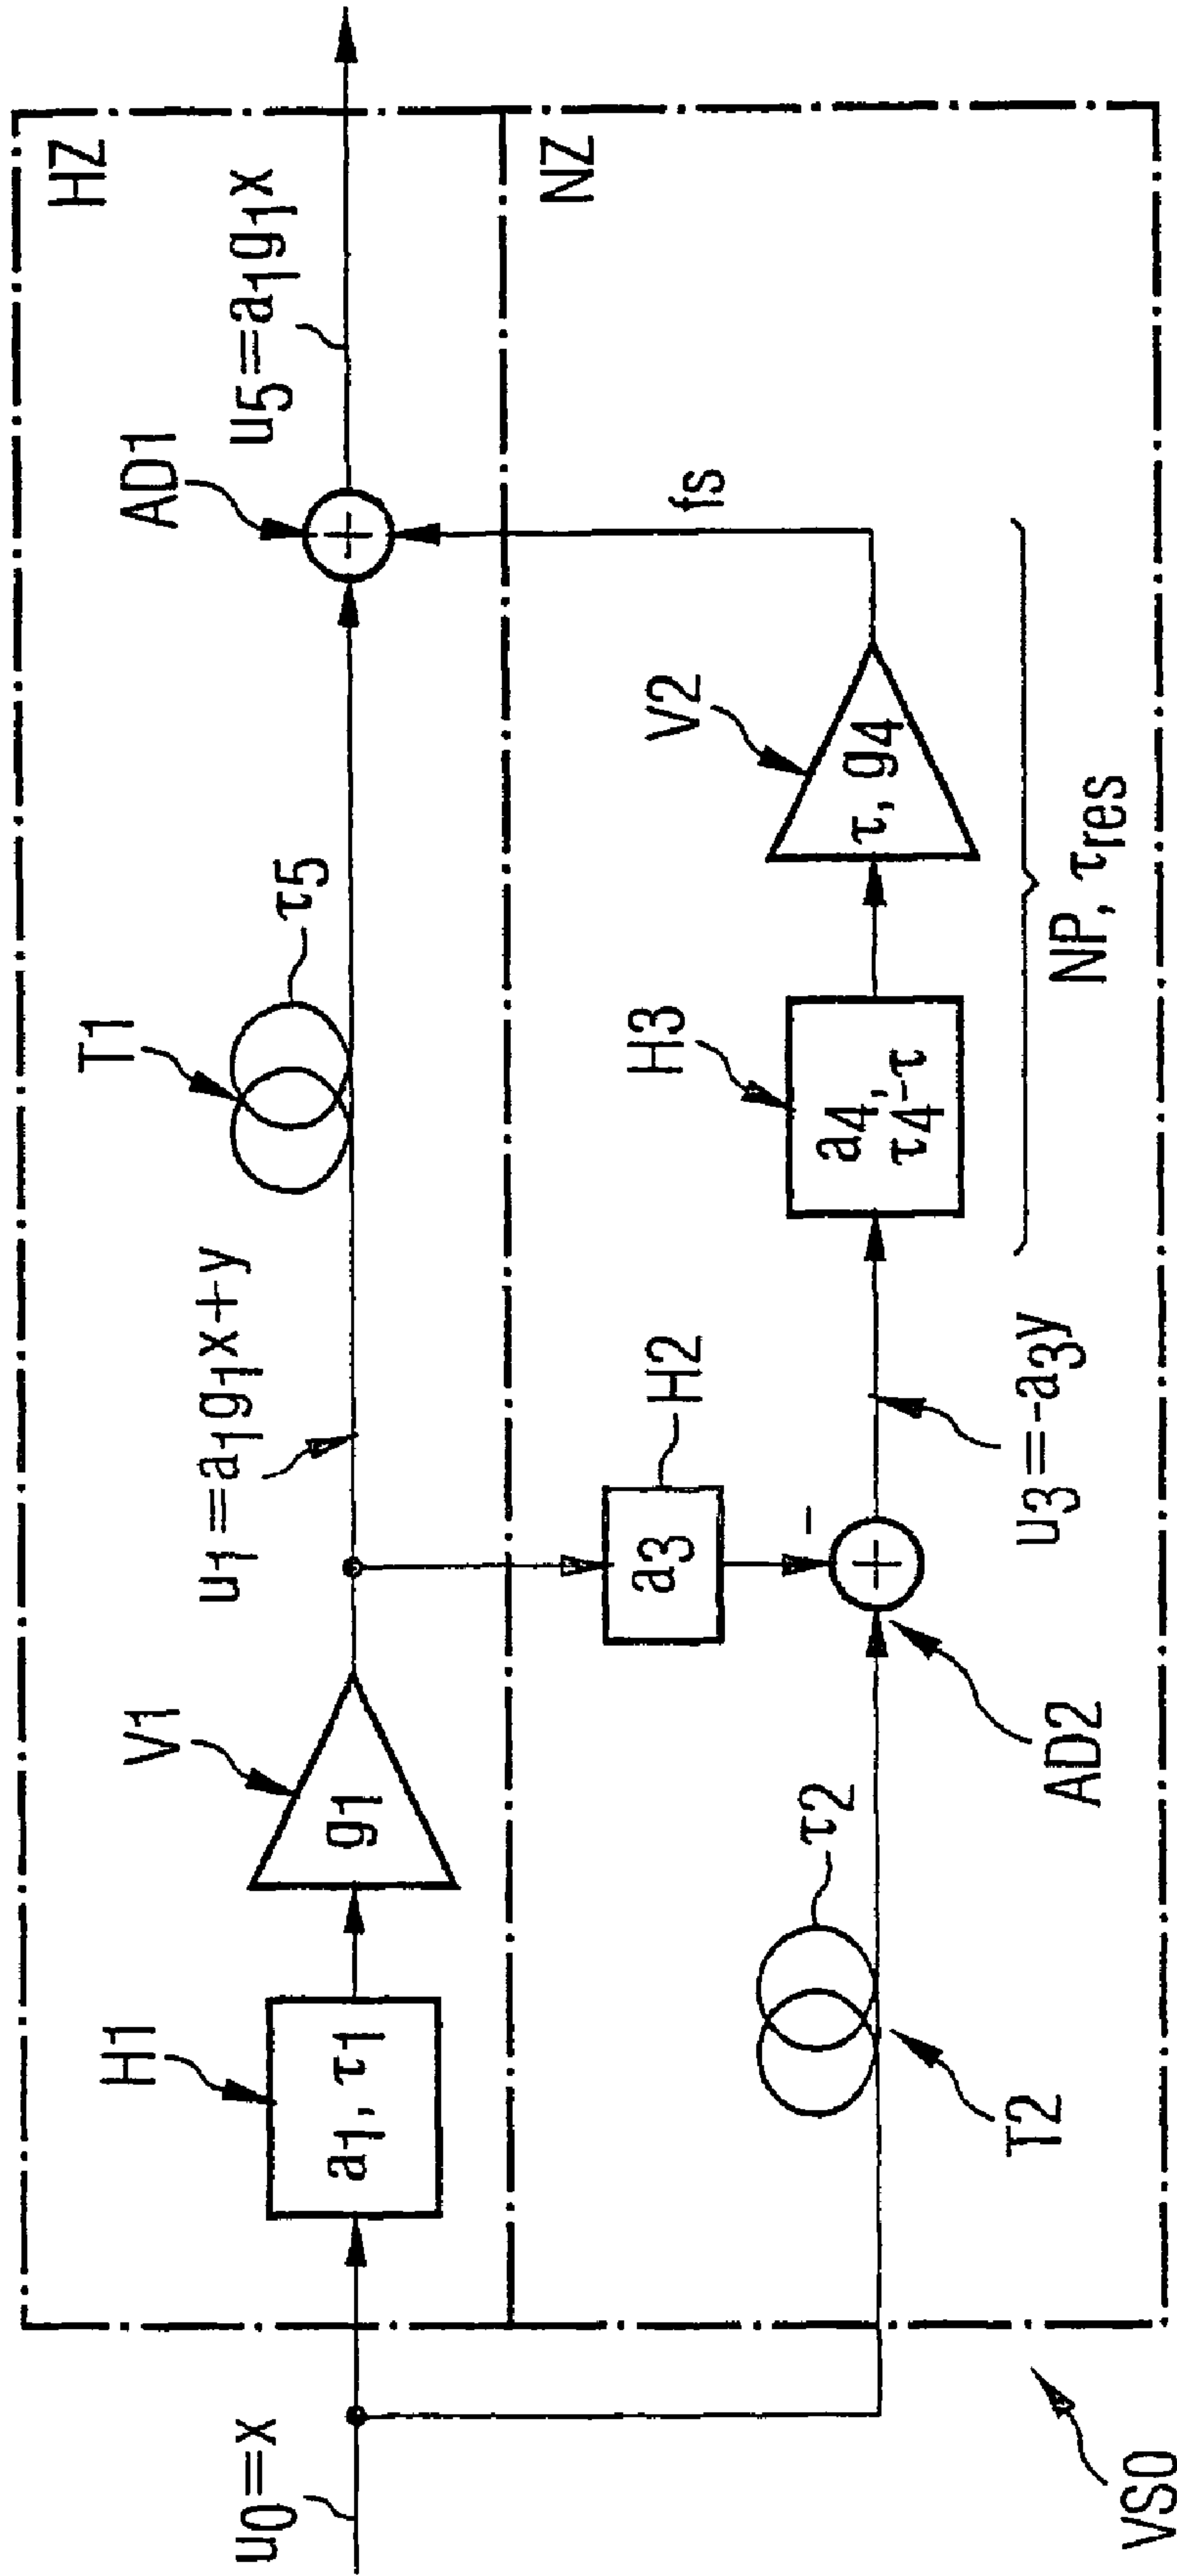 u0=x
H1
a1, τ1
V1
g1
u1=a1g1x+y
T1
τ5
AD1
u5=a1g1x
HZ
NZ
fs
a3
H2
-
T2
τ2
AD2
u3=-a3y
H3
a4,
τ4-τ
V2
τ, g4
NP, τres
VS0